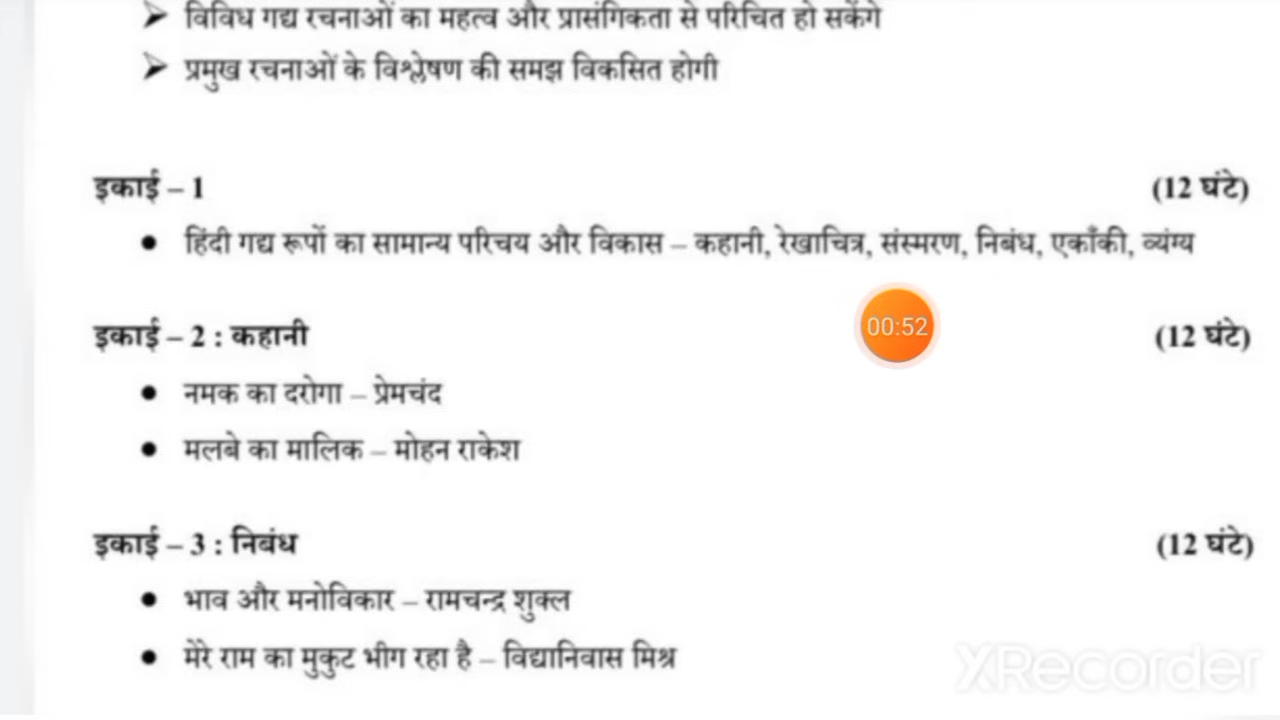 ➢ विविध गद्य रचनाओं का महत्व और प्रासंगिकता से परिचित हो सकेंगे
➢ प्रमुख रचनाओं के विश्लेषण की समझ विकसित होगी
इकाई – 1 (12 घंटे)
● हिंदी गद्य रूपों का सामान्य परिचय और विकास – कहानी, रेखाचित्र, संस्मरण, निबंध, एकाँकी, व्यंग्य
00:52
इकाई – 2 : कहानी (12 घंटे)
● नमक का दरोगा – प्रेमचंद
● मलबे का मालिक – मोहन राकेश
इकाई – 3 : निबंध (12 घंटे)
● भाव और मनोविकार – रामचन्द्र शुक्ल
● मेरे राम का मुकुट भीग रहा है – विद्यानिवास मिश्र
XRecorder